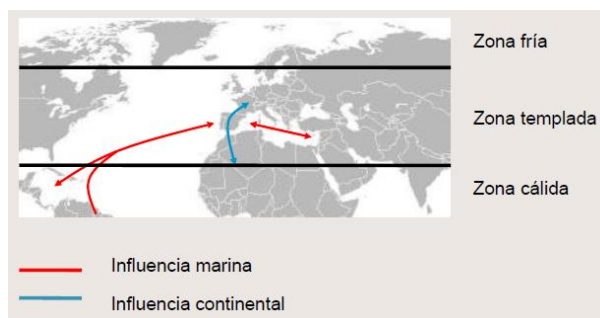 Zona fría
Zona templada
Zona cálida
Influencia marina
Influencia continental